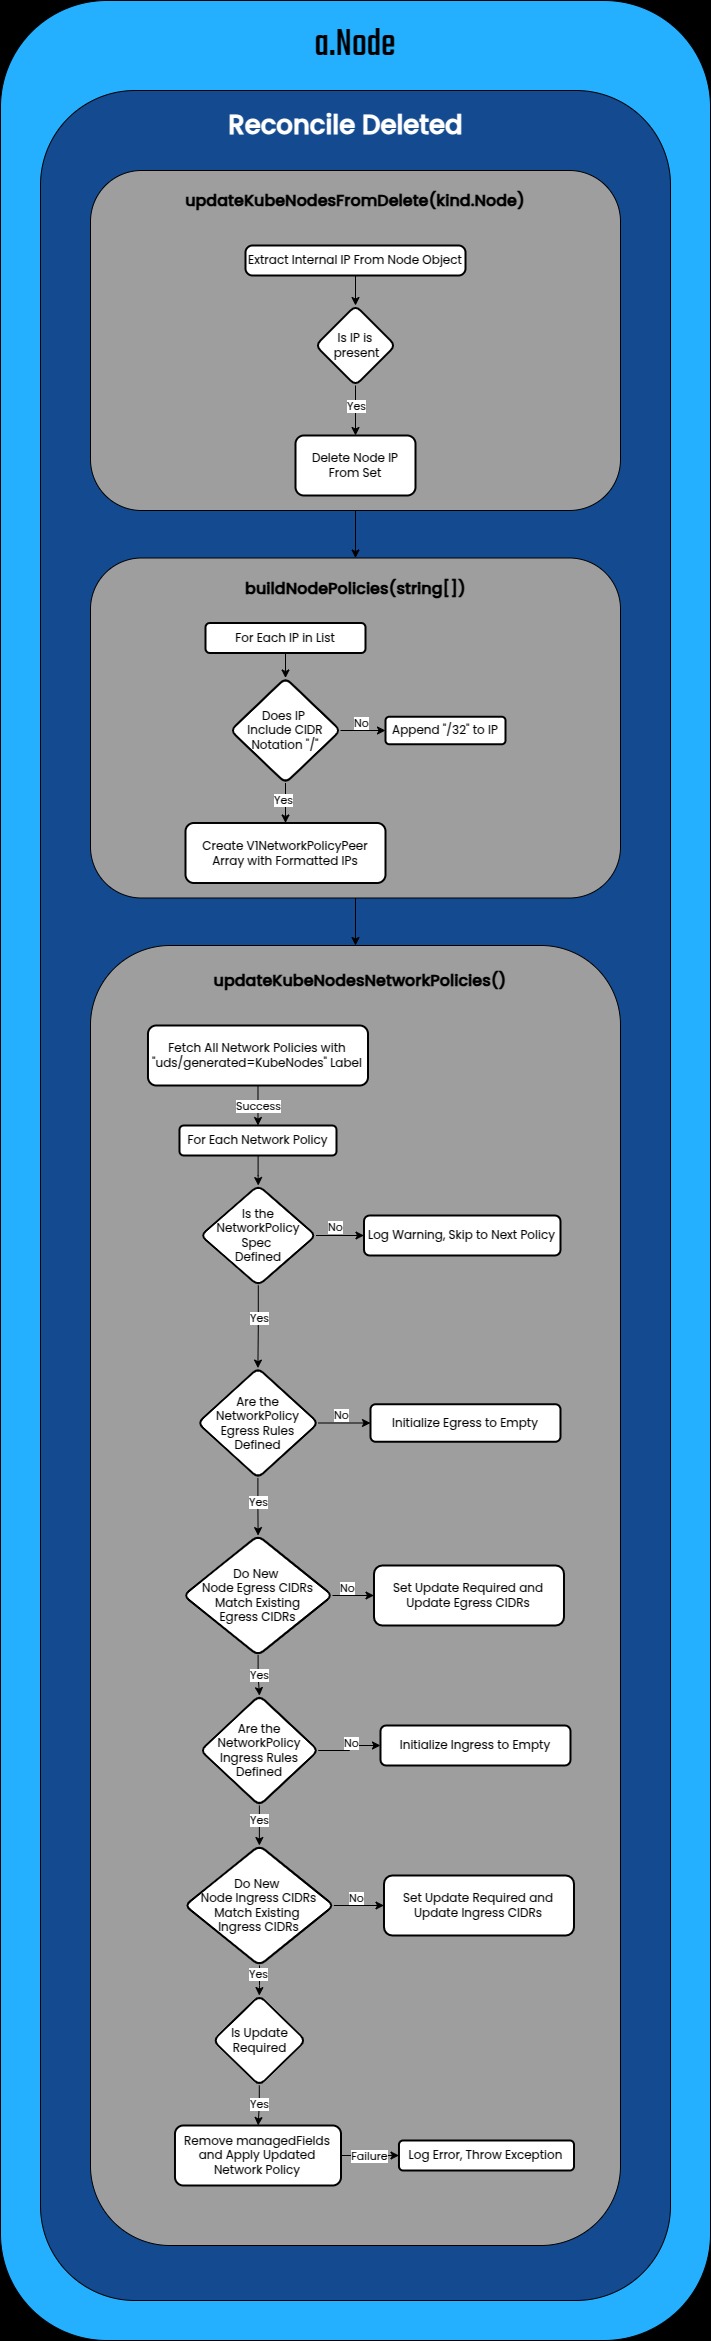 a.Node
Reconcile Deleted
updateKubeNodesFromDelete(kind.Node)
Extract Internal IP From Node Object
Is IP is
present
Yes
Delete Node IP
From Set
buildNodePolicies(string[])
For Each IP in List
Does IP
Include CIDR
Notation "/"
No
Append "/32" to IP
Yes
Create V1NetworkPolicyPeer
Array with Formatted IPs
updateKubeNodesNetworkPolicies()
Fetch All Network Policies with
"uds/generated=KubeNodes" Label
Success
For Each Network Policy
Is the
NetworkPolicy
Spec
Defined
No
Log Warning, Skip to Next Policy
Yes
Are the
NetworkPolicy
Egress Rules
Defined
No
Initialize Egress to Empty
Yes
Do New
Node Egress CIDRs
Match Existing
Egress CIDRs
No
Set Update Required and
Update Egress CIDRs
Yes
Are the
NetworkPolicy
Ingress Rules
Defined
No
Initialize Ingress to Empty
Yes
Do New
Node Ingress CIDRs
Match Existing
Ingress CIDRs
No
Set Update Required and
Update Ingress CIDRs
Yes
Is Update
Required
Yes
Remove managedFields
and Apply Updated
Network Policy
Failure
Log Error, Throw Exception